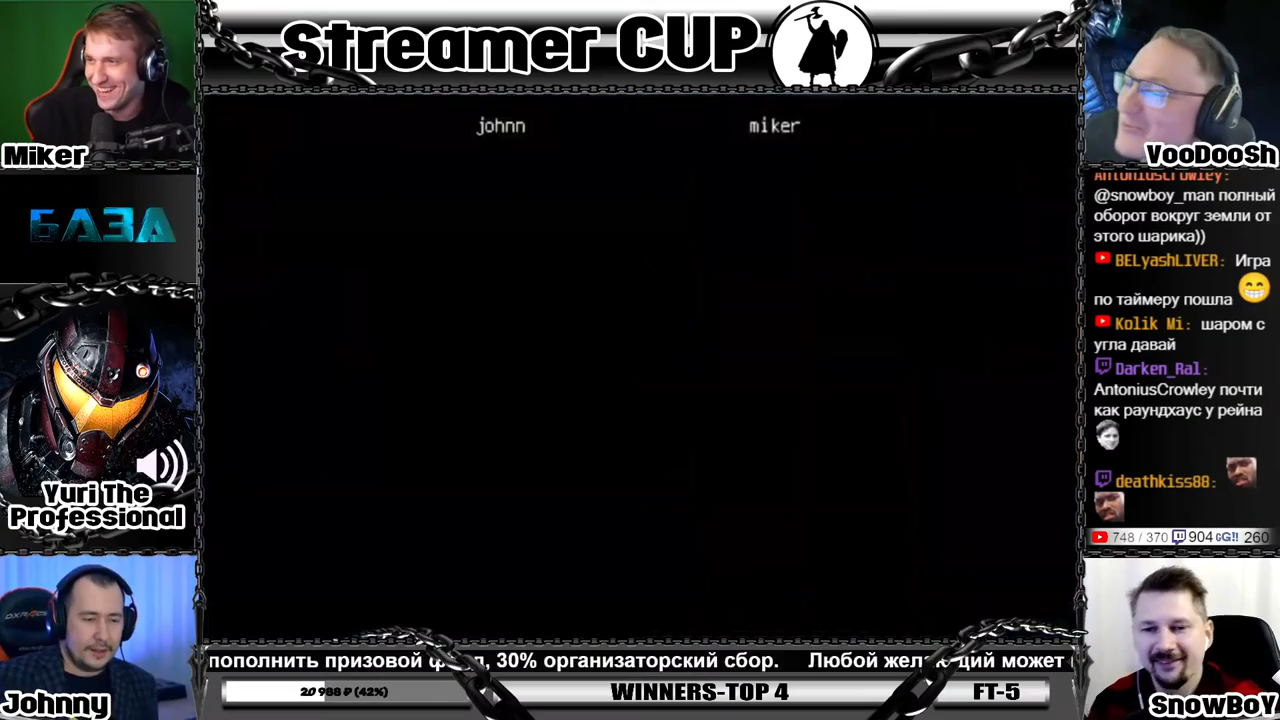 Streamer CUP
johnn
miker
Miker
БАЗА
Yuri The
Professional
Johnny
VooDooSh
AntoniusCrowley:
@snowboy_man полный
оборот вокруг земли от
этого шарика))
BELyashLIVER: Игра
по таймеру пошла
Kolik Mi: шаром с
угла давай
Darken_Ral:
AntoniusCrowley почти
как раундхаус у рейна
deathkiss88:
748 / 370 904 GG!! 260
SnowBoY
пополнить призовой фонд, 30% организаторский сбор. Любой желающий может
20 988 ₽ (42%)
WINNERS-TOP 4
FT-5